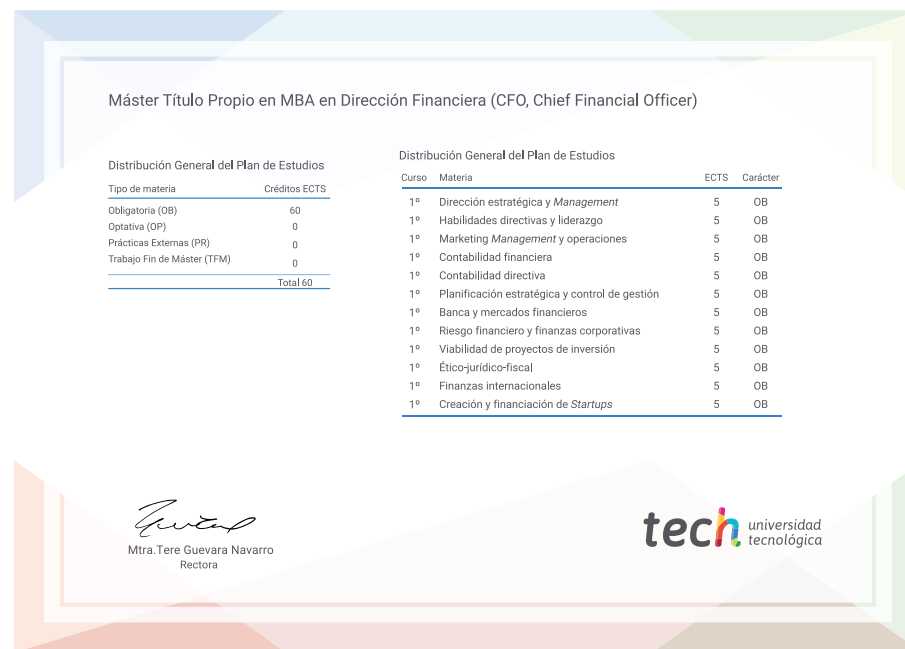 Máster Título Propio en MBA en Dirección Financiera (CFO, Chief Financial Officer)
Distribución General del Plan de Estudios
Tipo de materia Créditos ECTS
Obligatoria (OB) 60
Optativa (OP) 0
Prácticas Externas (PR) 0
Trabajo Fin de Máster (TFM) 0
Total 60
Distribución General del Plan de Estudios
Curso Materia ECTS Carácter
1º Dirección estratégica y Management 5 OB
1º Habilidades directivas y liderazgo 5 OB
1º Marketing Management y operaciones 5 OB
1º Contabilidad financiera 5 OB
1º Contabilidad directiva 5 OB
1º Planificación estratégica y control de gestión 5 OB
1º Banca y mercados financieros 5 OB
1º Riesgo financiero y finanzas corporativas 5 OB
1º Viabilidad de proyectos de inversión 5 OB
1º Ético-jurídico-fiscal 5 OB
1º Finanzas internacionales 5 OB
1º Creación y financiación de Startups 5 OB
Mtra.Tere Guevara Navarro
Rectora
tech universidad
tecnológica